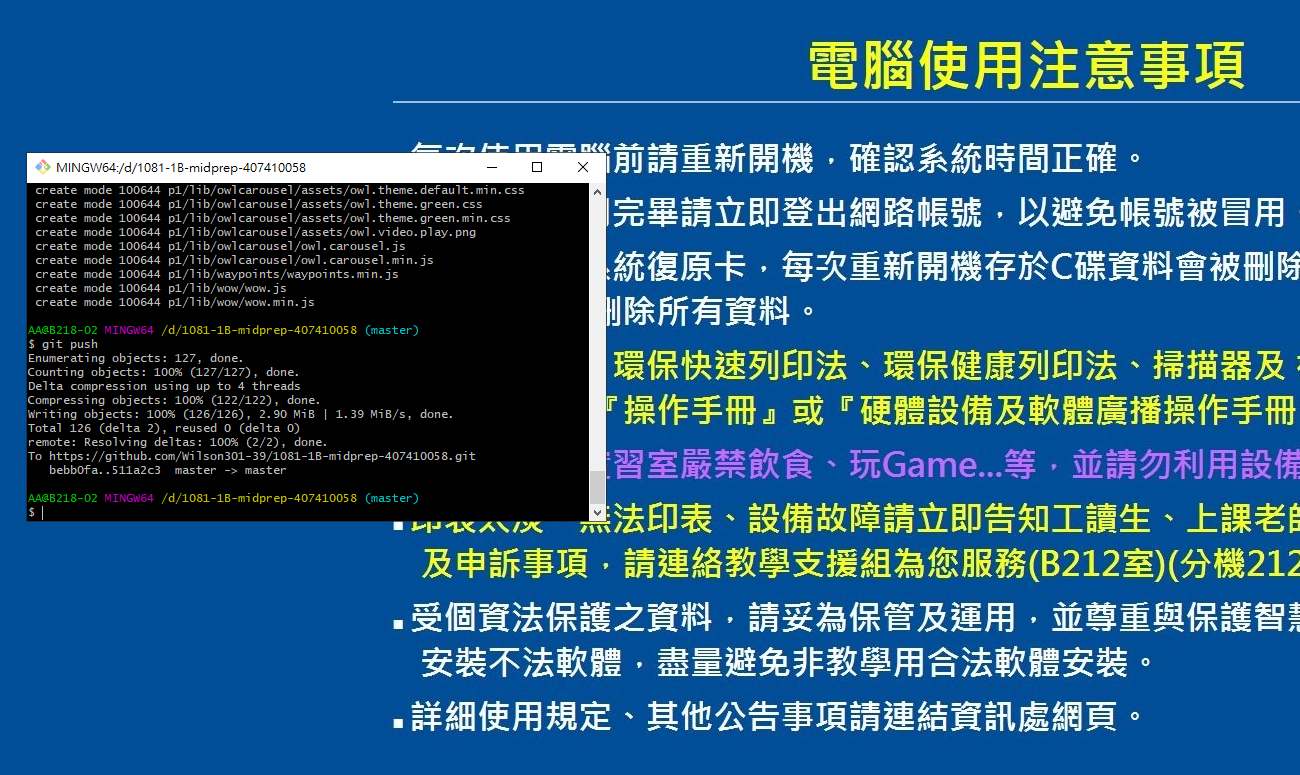 電腦使用注意事項
前請重新開機，確認系統時間正確。
完畢請立即登出網路帳號，以避免帳號被冒用
統復原卡，每次重新開機存於C碟資料會被刪除
刪除所有資料。
環保快速列印法、環保健康列印法、掃描器及
『操作手冊』或『硬體設備及軟體廣播操作手冊
習室嚴禁飲食、玩Game...等，並請勿利用設備
無法印表、設備故障請立即告知工讀生、上課老師
及申訴事項，請連絡教學支援組為您服務(B212室)(分機212
▪受個資法保護之資料，請妥為保管及運用，並尊重與保護智慧
安裝不法軟體，盡量避免非教學用合法軟體安裝。
▪詳細使用規定、其他公告事項請連結資訊處網頁。
MINGW64:/d/1081-1B-midprep-407410058
create mode 100644 p1/lib/owlcarousel/assets/owl.theme.default.min.css
create mode 100644 p1/lib/owlcarousel/assets/owl.theme.green.css
create mode 100644 p1/lib/owlcarousel/assets/owl.theme.green.min.css
create mode 100644 p1/lib/owlcarousel/assets/owl.video.play.png
create mode 100644 p1/lib/owlcarousel/owl.carousel.js
create mode 100644 p1/lib/owlcarousel/owl.carousel.min.js
create mode 100644 p1/lib/waypoints/waypoints.min.js
create mode 100644 p1/lib/wow/wow.js
create mode 100644 p1/lib/wow/wow.min.js
AA@B218-02 MINGW64 /d/1081-1B-midprep-407410058 (master)
$ git push
Enumerating objects: 127, done.
Counting objects: 100% (127/127), done.
Delta compression using up to 4 threads
Compressing objects: 100% (122/122), done.
Writing objects: 100% (126/126), 2.90 MiB | 1.39 MiB/s, done.
Total 126 (delta 2), reused 0 (delta 0)
remote: Resolving deltas: 100% (2/2), done.
To https://github.com/Wilson301-39/1081-1B-midprep-407410058.git
bebb0fa..511a2c3  master -> master
AA@B218-02 MINGW64 /d/1081-1B-midprep-407410058 (master)
$